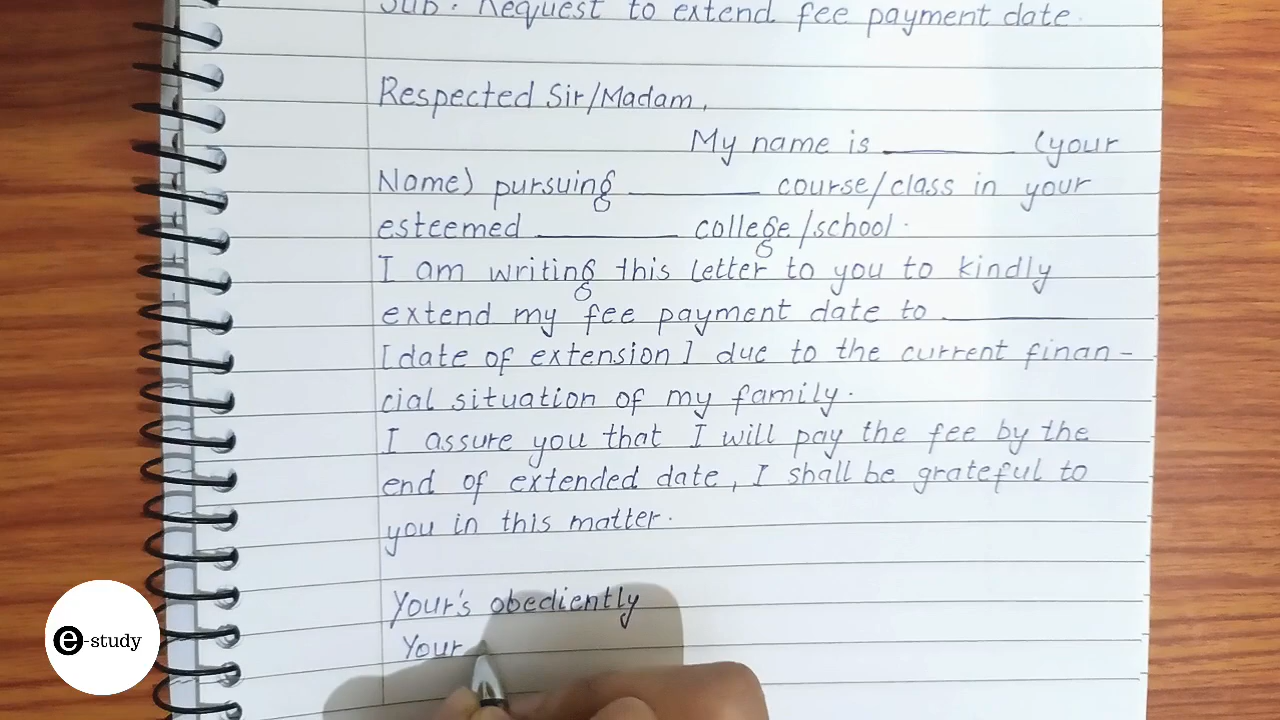 Sub: Request to extend fee payment date.
Respected Sir/Madam,
My name is ________ (your
Name) pursuing ________ course/class in your
esteemed ________ college/school.
I am writing this letter to you to kindly
extend my fee payment date to ________
[date of extension] due to the current finan-
cial situation of my family.
I assure you that I will pay the fee by the
end of extended date, I shall be grateful to
you in this matter.
Your's obediently
Your
e-study